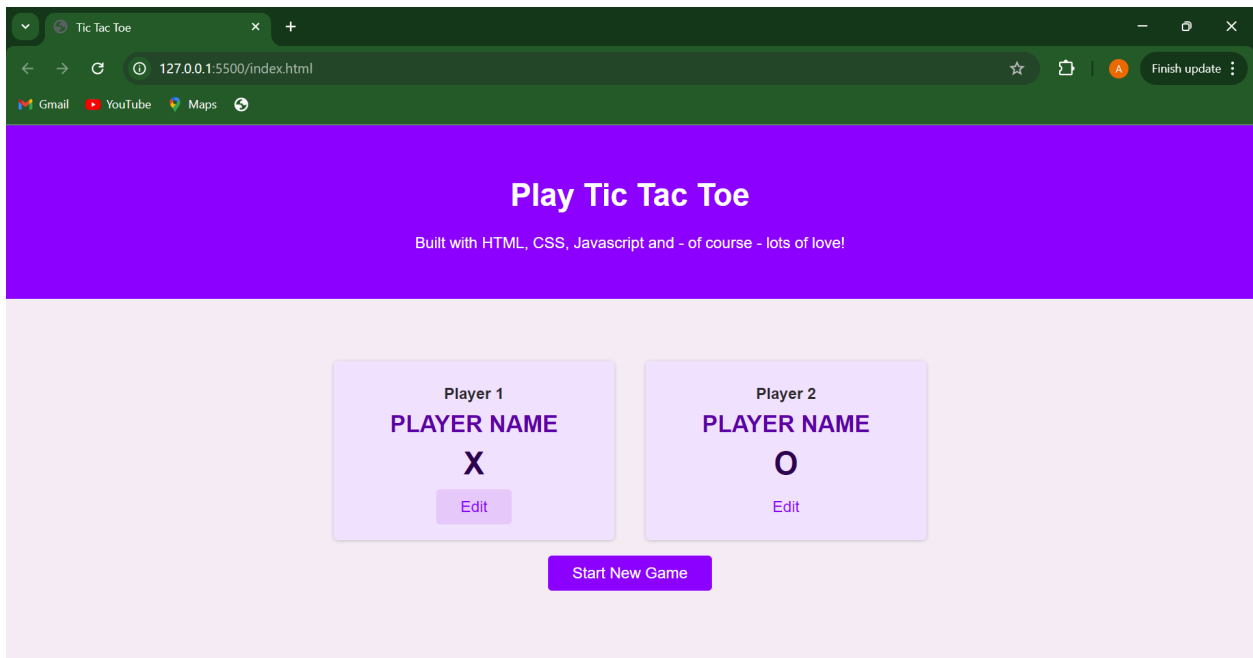 Tic Tac Toe
127.0.0.1:5500/index.html
A
Finish update
Gmail YouTube Maps
Play Tic Tac Toe
Built with HTML, CSS, Javascript and - of course - lots of love!
Player 1
PLAYER NAME
X
Edit
Player 2
PLAYER NAME
O
Edit
Start New Game